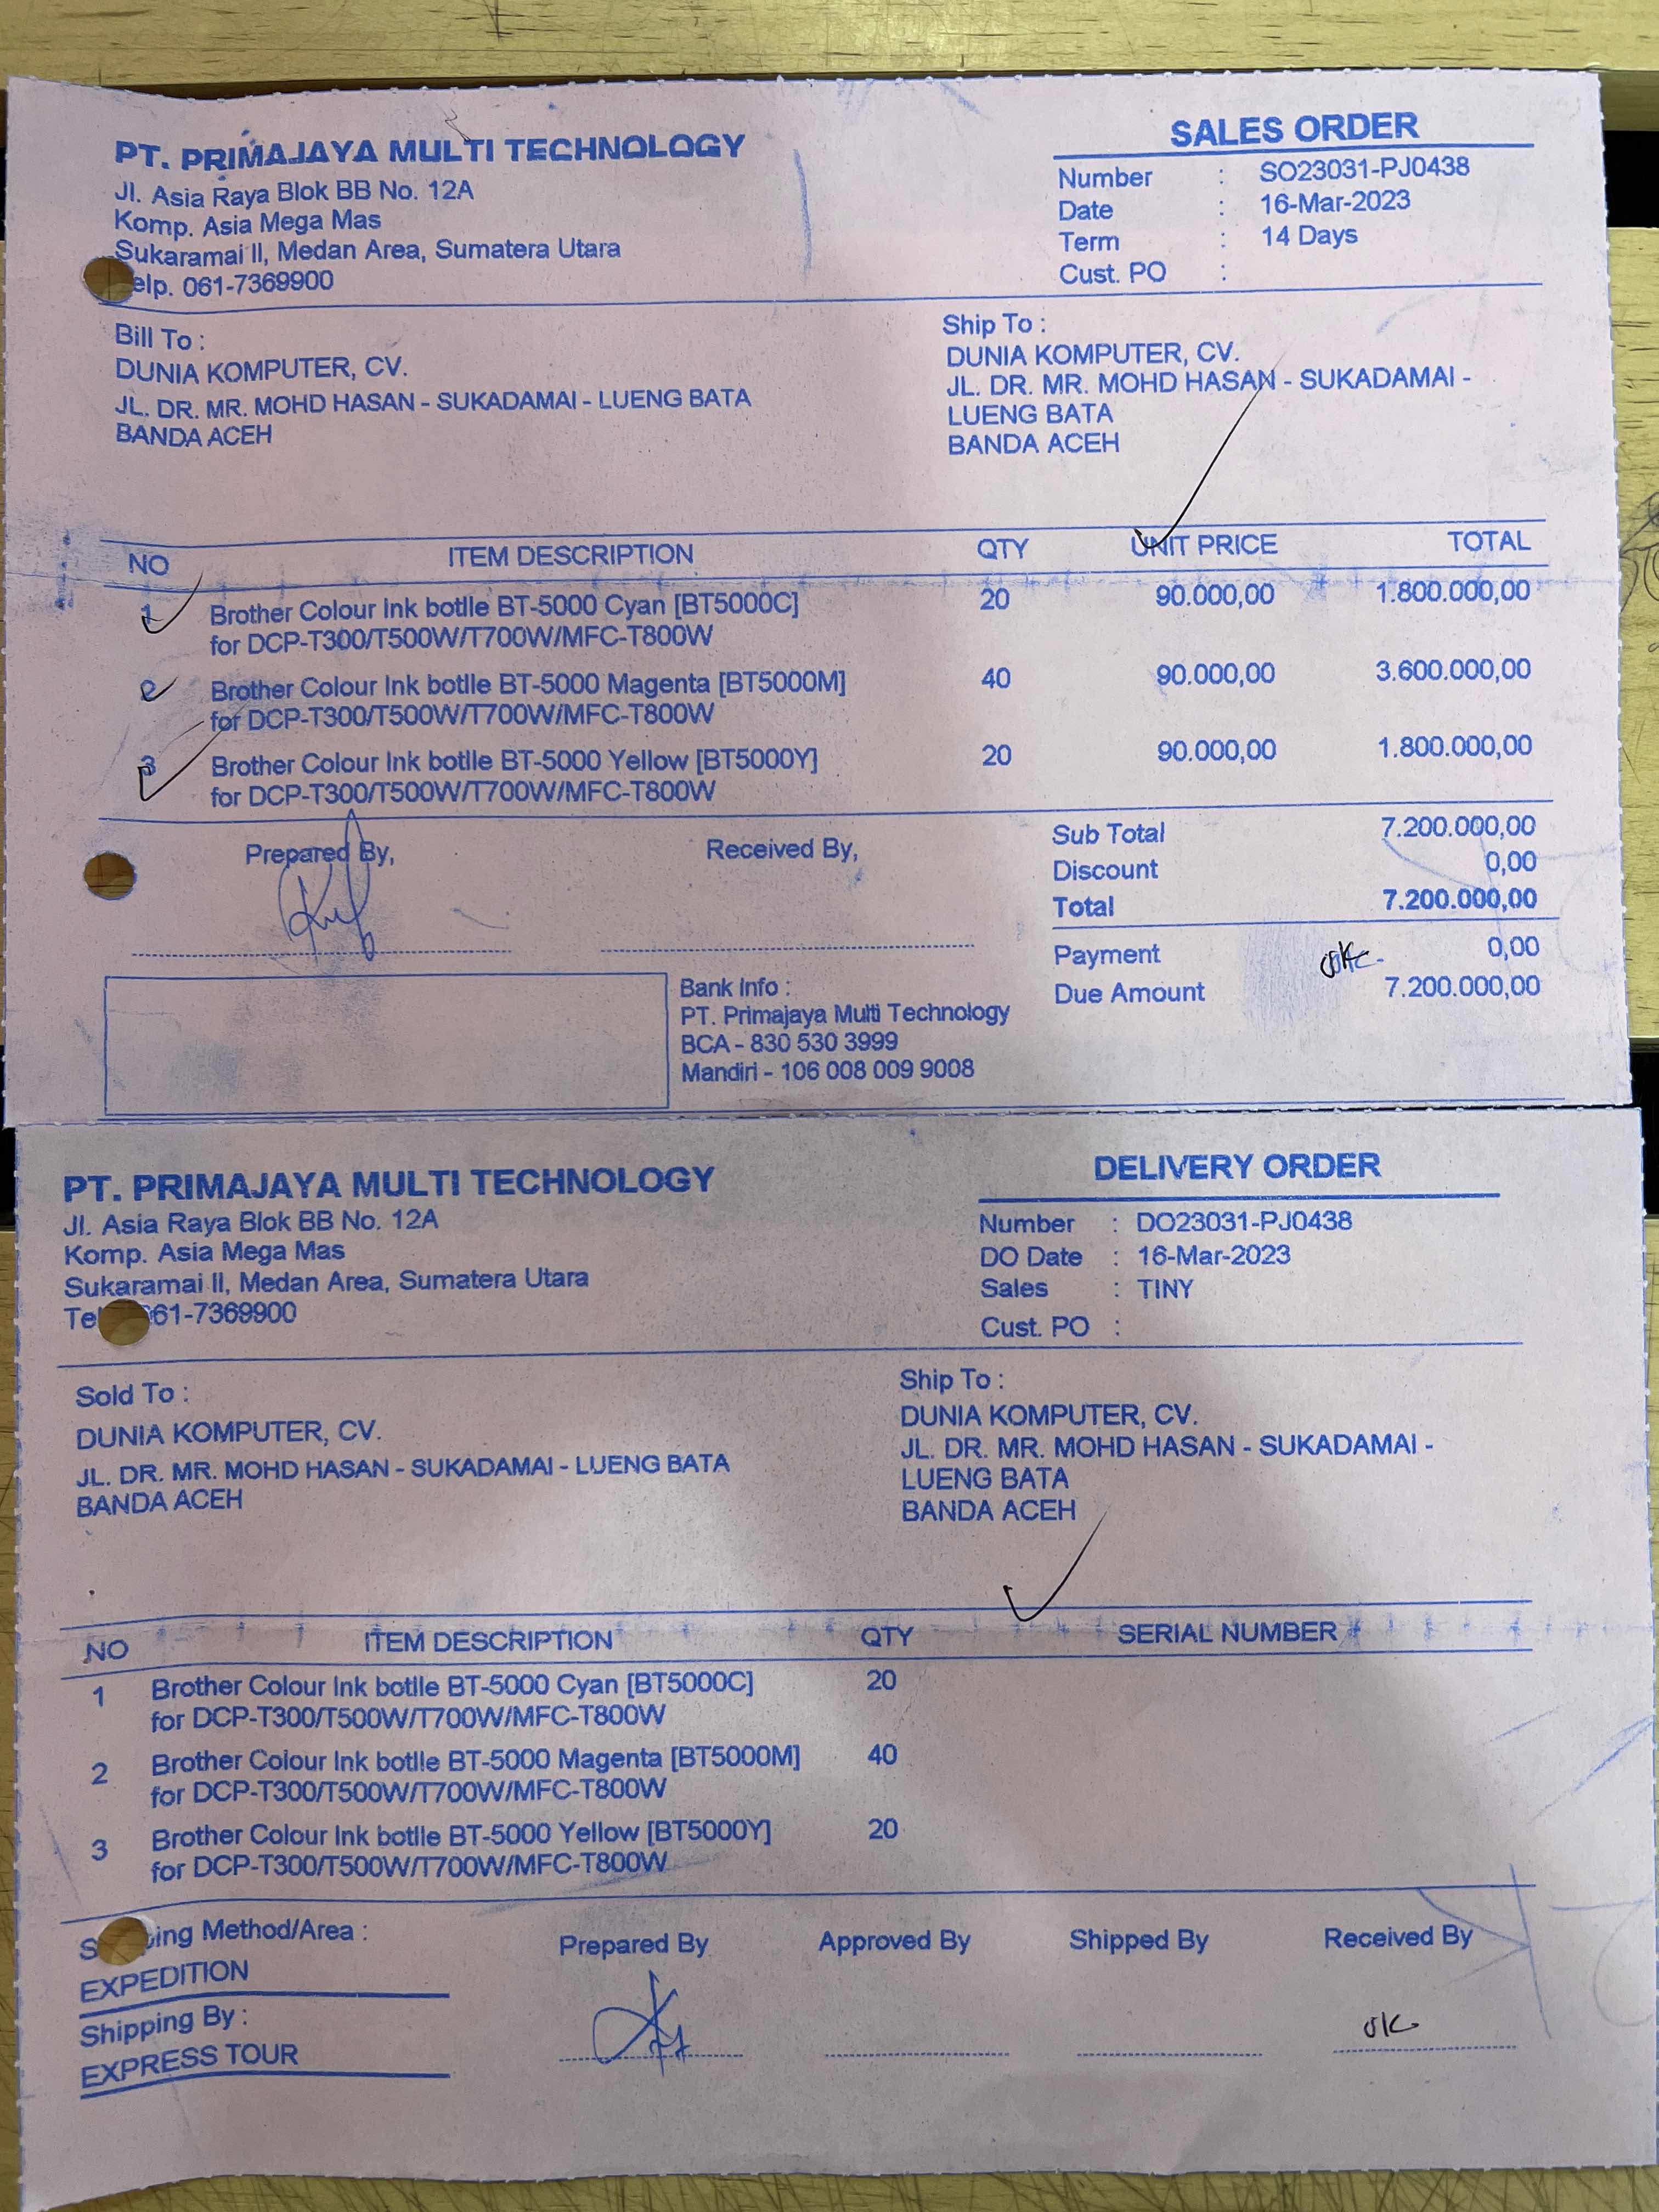 PT. PRIMAJAYA MULTI TECHNOLOGY
Jl. Asia Raya Blok BB No. 12A
Komp. Asia Mega Mas
Sukaramai II, Medan Area, Sumatera Utara
elp. 061-7369900
SALES ORDER
Number : SO23031-PJ0438
Date : 16-Mar-2023
Term : 14 Days
Cust. PO :
Bill To :
DUNIA KOMPUTER, CV.
JL. DR. MR. MOHD HASAN - SUKADAMAI - LUENG BATA
BANDA ACEH
Ship To :
DUNIA KOMPUTER, CV.
JL. DR. MR. MOHD HASAN - SUKADAMAI -
LUENG BATA
BANDA ACEH
NO ITEM DESCRIPTION QTY UNIT PRICE TOTAL
1 Brother Colour Ink botlle BT-5000 Cyan [BT5000C] 20 90.000,00 1.800.000,00
for DCP-T300/T500W/T700W/MFC-T800W
2 Brother Colour Ink botlle BT-5000 Magenta [BT5000M] 40 90.000,00 3.600.000,00
for DCP-T300/T500W/T700W/MFC-T800W
3 Brother Colour Ink botlle BT-5000 Yellow [BT5000Y] 20 90.000,00 1.800.000,00
for DCP-T300/T500W/T700W/MFC-T800W
Prepared By, Received By,
Sub Total 7.200.000,00
Discount 0,00
Total 7.200.000,00
Payment ok 0,00
Due Amount 7.200.000,00
Bank Info :
PT. Primajaya Multi Technology
BCA - 830 530 3999
Mandiri - 106 008 009 9008
PT. PRIMAJAYA MULTI TECHNOLOGY
Jl. Asia Raya Blok BB No. 12A
Komp. Asia Mega Mas
Sukaramai II, Medan Area, Sumatera Utara
Tel 061-7369900
DELIVERY ORDER
Number : DO23031-PJ0438
DO Date : 16-Mar-2023
Sales : TINY
Cust. PO :
Sold To :
DUNIA KOMPUTER, CV.
JL. DR. MR. MOHD HASAN - SUKADAMAI - LUENG BATA
BANDA ACEH
Ship To :
DUNIA KOMPUTER, CV.
JL. DR. MR. MOHD HASAN - SUKADAMAI -
LUENG BATA
BANDA ACEH
NO ITEM DESCRIPTION QTY SERIAL NUMBER
1 Brother Colour Ink botlle BT-5000 Cyan [BT5000C] 20
for DCP-T300/T500W/T700W/MFC-T800W
2 Brother Colour Ink botlle BT-5000 Magenta [BT5000M] 40
for DCP-T300/T500W/T700W/MFC-T800W
3 Brother Colour Ink botlle BT-5000 Yellow [BT5000Y] 20
for DCP-T300/T500W/T700W/MFC-T800W
S ping Method/Area :
EXPEDITION
Shipping By :
EXPRESS TOUR
Prepared By Approved By Shipped By Received By
ok